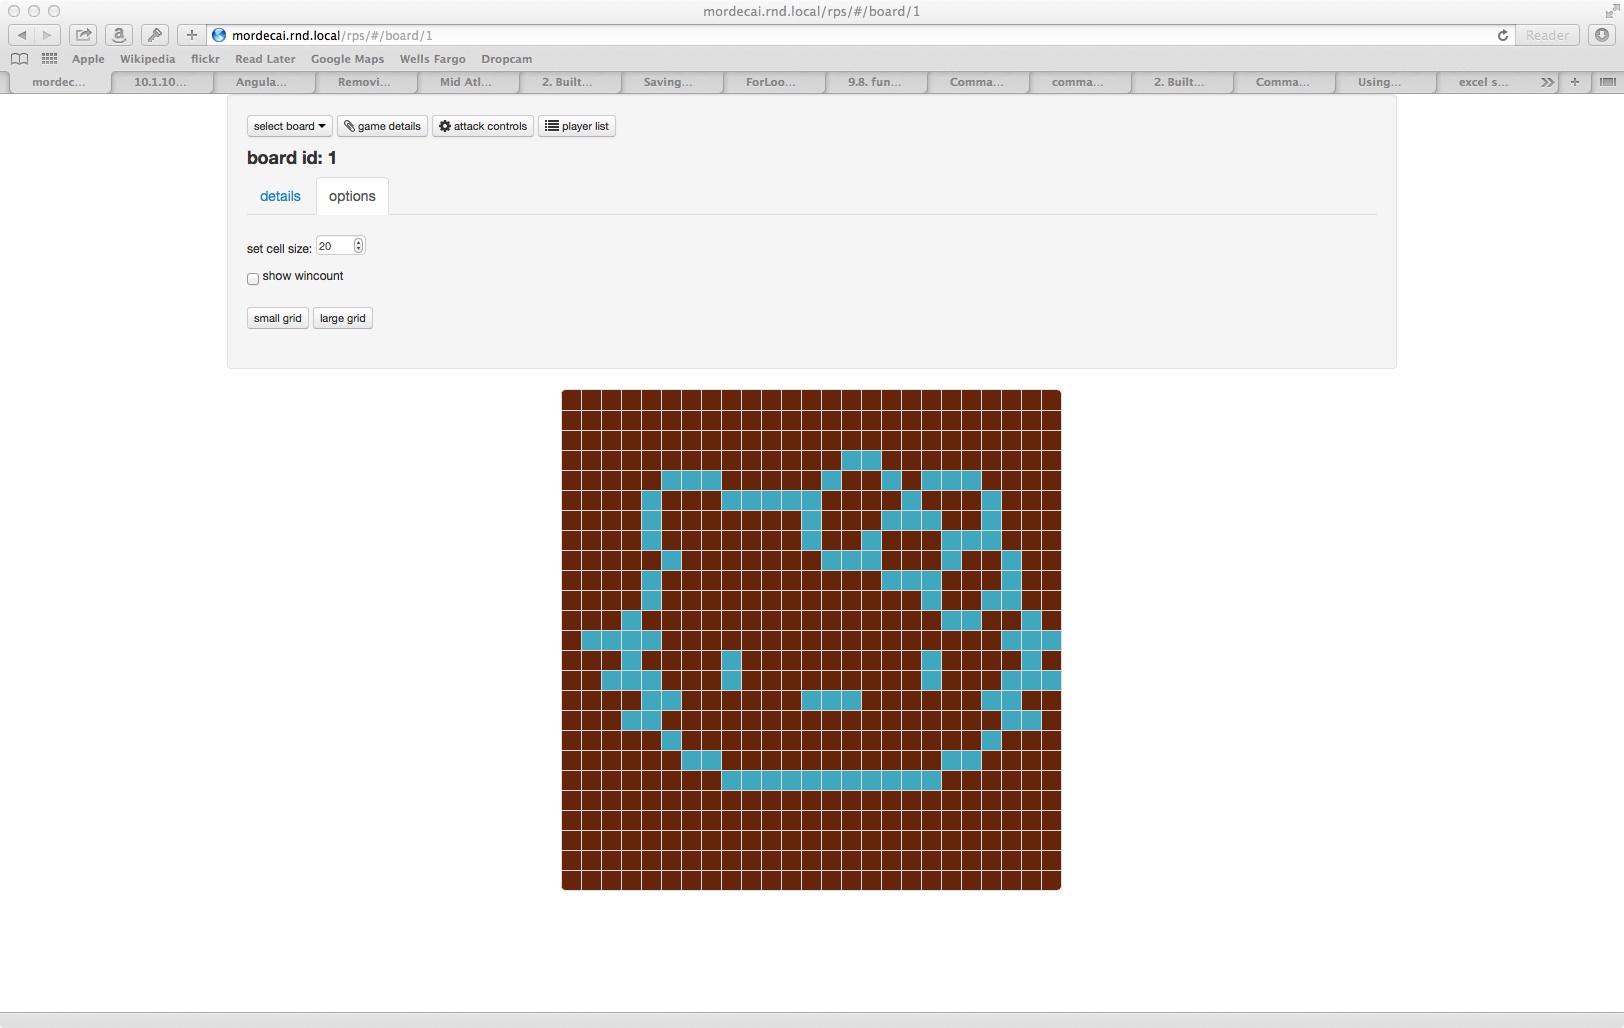 mordecai.rnd.local/rps/#/board/1
mordecai.rnd.local/rps/#/board/1
Reader
Apple Wikipedia flickr Read Later Google Maps Wells Fargo Dropcam
mordec... 10.1.10... Angula... Removi... Mid Atl... 2. Built... Saving... ForLoo... 9.8. fun... Comma... comma... 2. Built... Comma... Using... excel s...
select board game details attack controls player list
board id: 1
details options
set cell size: 20
show wincount
small grid large grid